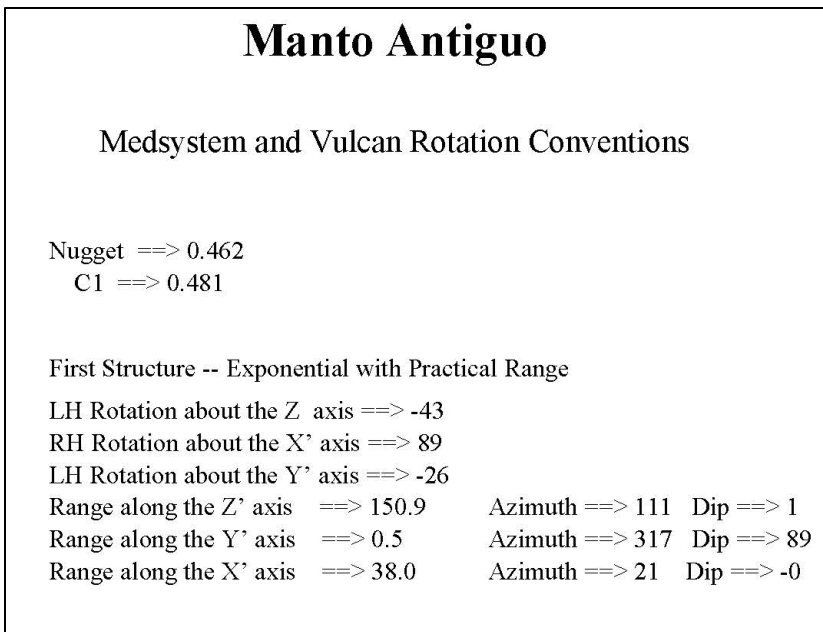 Manto Antiguo
Medsystem and Vulcan Rotation Conventions
Nugget ==> 0.462
C1 ==> 0.481
First Structure -- Exponential with Practical Range
LH Rotation about the Z axis ==> -43
RH Rotation about the X’ axis ==> 89
LH Rotation about the Y’ axis ==> -26
Range along the Z’ axis ==> 150.9 Azimuth ==> 111 Dip ==> 1
Range along the Y’ axis ==> 0.5 Azimuth ==> 317 Dip ==> 89
Range along the X’ axis ==> 38.0 Azimuth ==> 21 Dip ==> -0